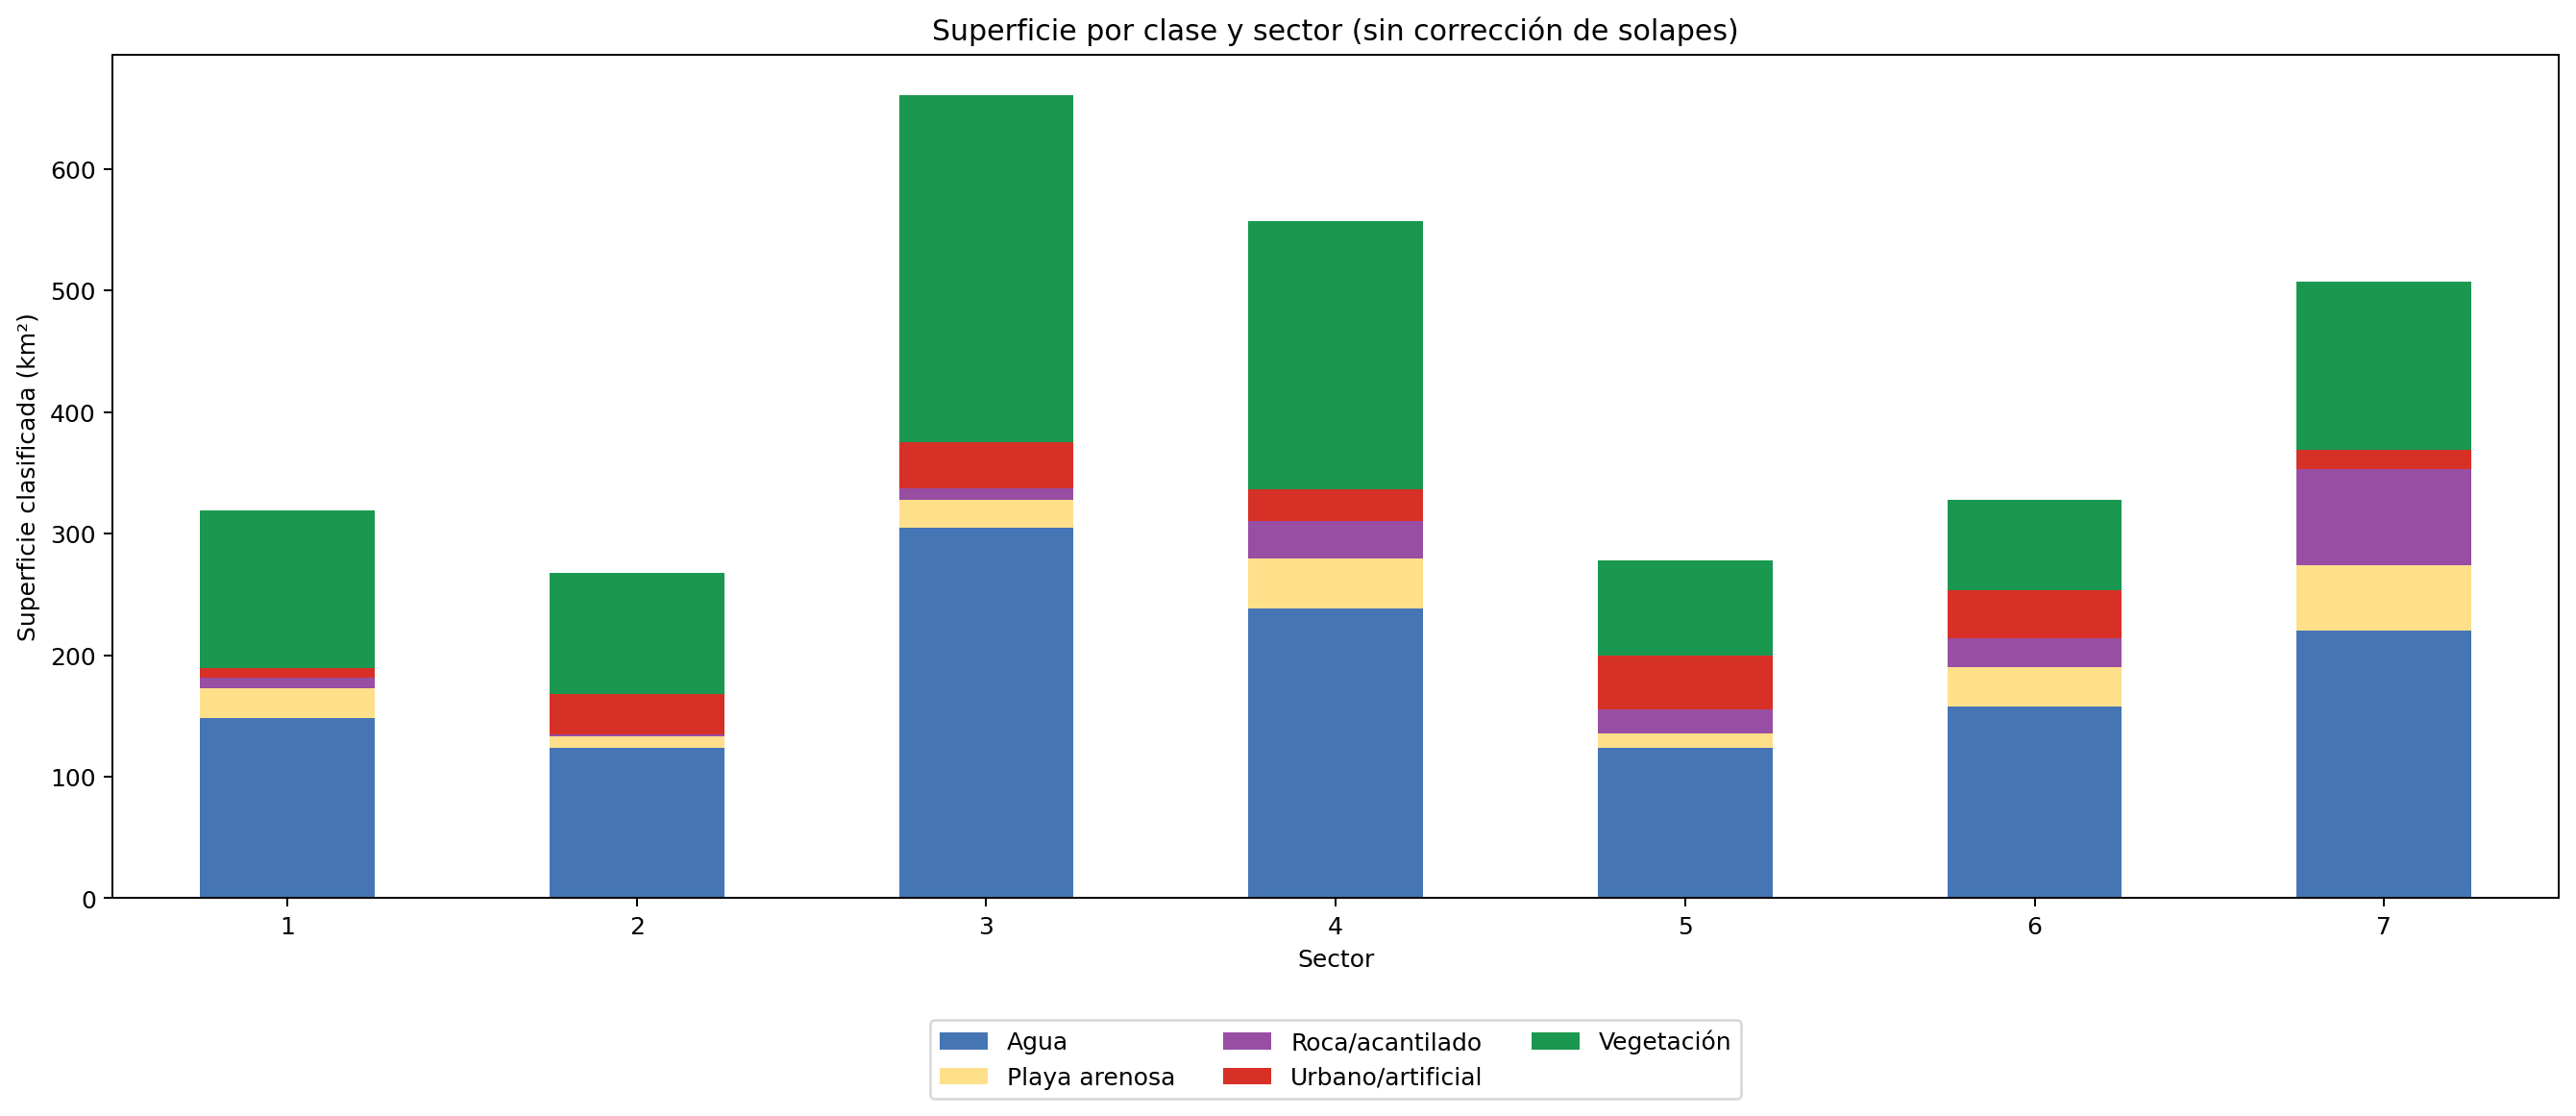 Superficie por clase y sector (sin corrección de solapes)
Superficie clasificada (km²)
600
500
400
300
200
100
0
1 2 3 4 5 6 7
Sector
Agua Roca/acantilado Vegetación
Playa arenosa Urbano/artificial